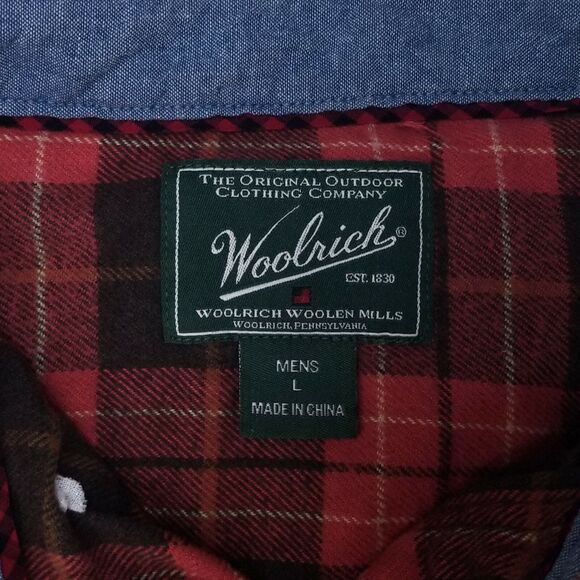 THE ORIGINAL OUTDOOR
CLOTHING COMPANY
Woolrich®
EST. 1830
WOOLRICH WOOLEN MILLS
WOOLRICH, PENNSYLVANIA
MENS
L
MADE IN CHINA